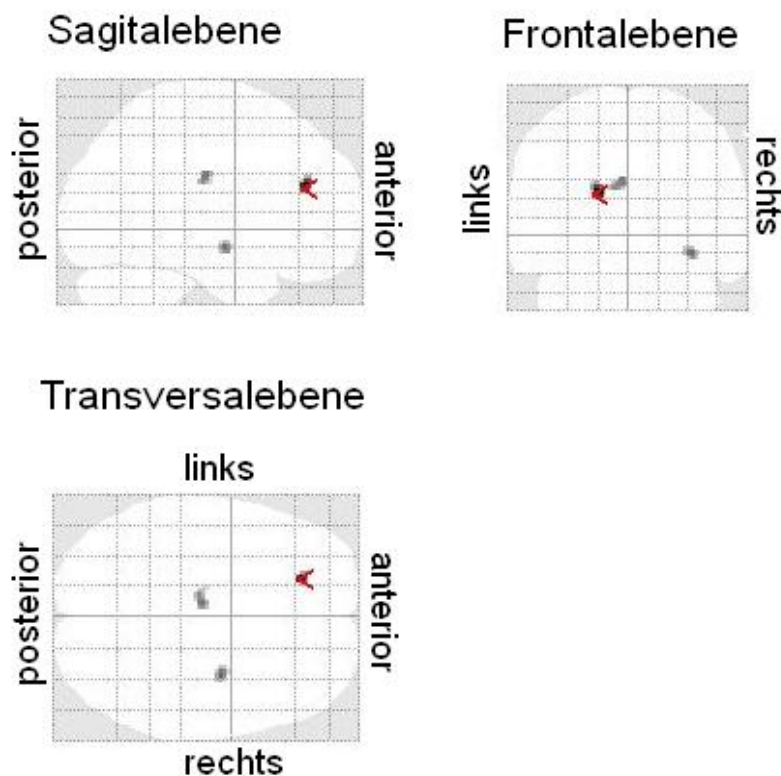 Sagitalebene
posterior
anterior
Frontalebene
links
rechts
Transversalebene
links
posterior
anterior
rechts